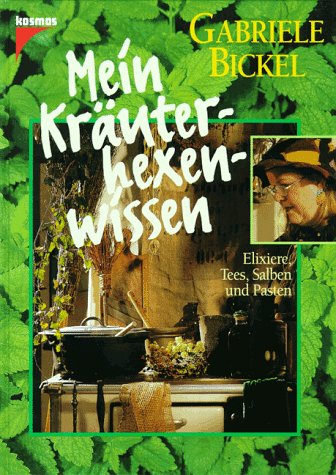 kosmos
GABRIELE
BICKEL
Mein
Kräuter-
hexen-
wissen
Elixiere,
Tees, Salben
und Pasten